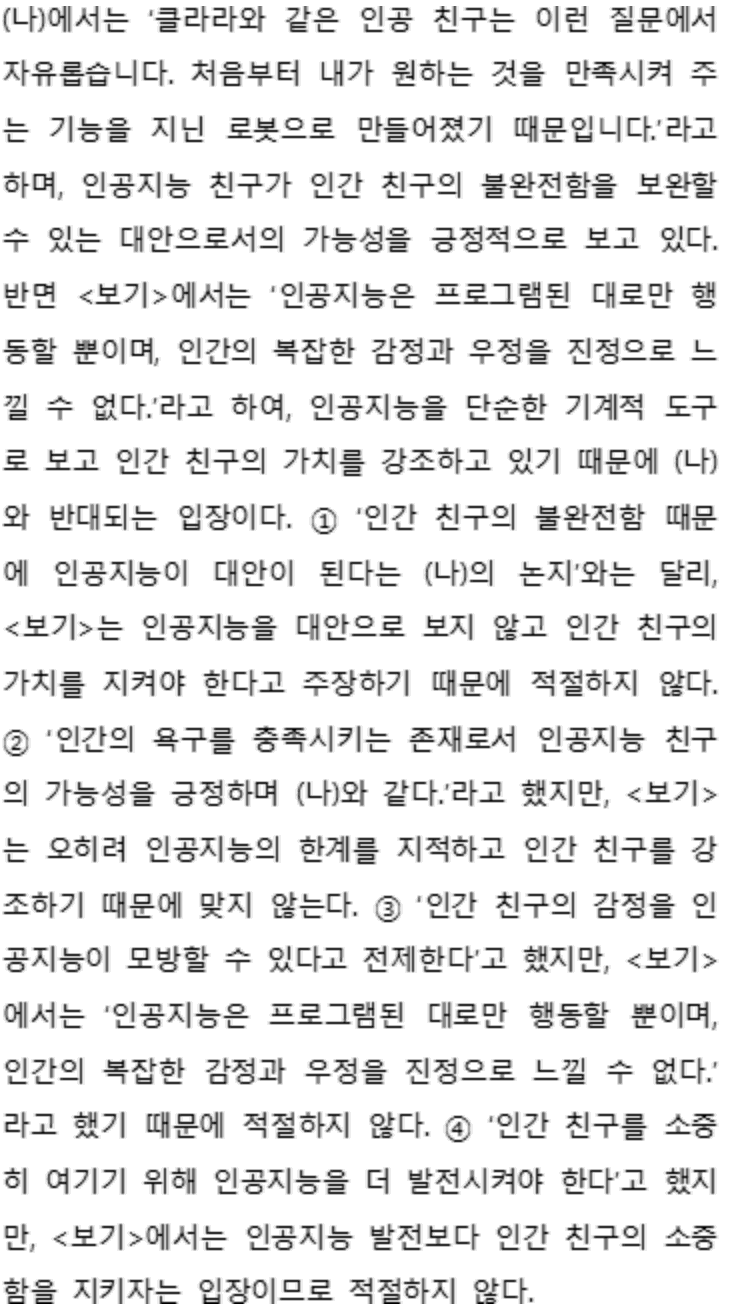 (나)에서는 ‘클라라와 같은 인공 친구는 이런 질문에서
자유롭습니다. 처음부터 내가 원하는 것을 만족시켜 주
는 기능을 지닌 로봇으로 만들어졌기 때문입니다.’라고
하며, 인공지능 친구가 인간 친구의 불완전함을 보완할
수 있는 대안으로서의 가능성을 긍정적으로 보고 있다.
반면 <보기>에서는 ‘인공지능은 프로그램된 대로만 행
동할 뿐이며, 인간의 복잡한 감정과 우정을 진정으로 느
낄 수 없다.’라고 하여, 인공지능을 단순한 기계적 도구
로 보고 인간 친구의 가치를 강조하고 있기 때문에 (나)
와 반대되는 입장이다. ① ‘인간 친구의 불완전함 때문
에 인공지능이 대안이 된다는 (나)의 논지’와는 달리,
<보기>는 인공지능을 대안으로 보지 않고 인간 친구의
가치를 지켜야 한다고 주장하기 때문에 적절하지 않다.
② ‘인간의 욕구를 충족시키는 존재로서 인공지능 친구
의 가능성을 긍정하며 (나)와 같다.’라고 했지만, <보기>
는 오히려 인공지능의 한계를 지적하고 인간 친구를 강
조하기 때문에 맞지 않는다. ③ ‘인간 친구의 감정을 인
공지능이 모방할 수 있다고 전제한다’고 했지만, <보기>
에서는 ‘인공지능은 프로그램된 대로만 행동할 뿐이며,
인간의 복잡한 감정과 우정을 진정으로 느낄 수 없다.’
라고 했기 때문에 적절하지 않다. ④ ‘인간 친구를 소중
히 여기기 위해 인공지능을 더 발전시켜야 한다’고 했지
만, <보기>에서는 인공지능 발전보다 인간 친구의 소중
함을 지키자는 입장이므로 적절하지 않다.